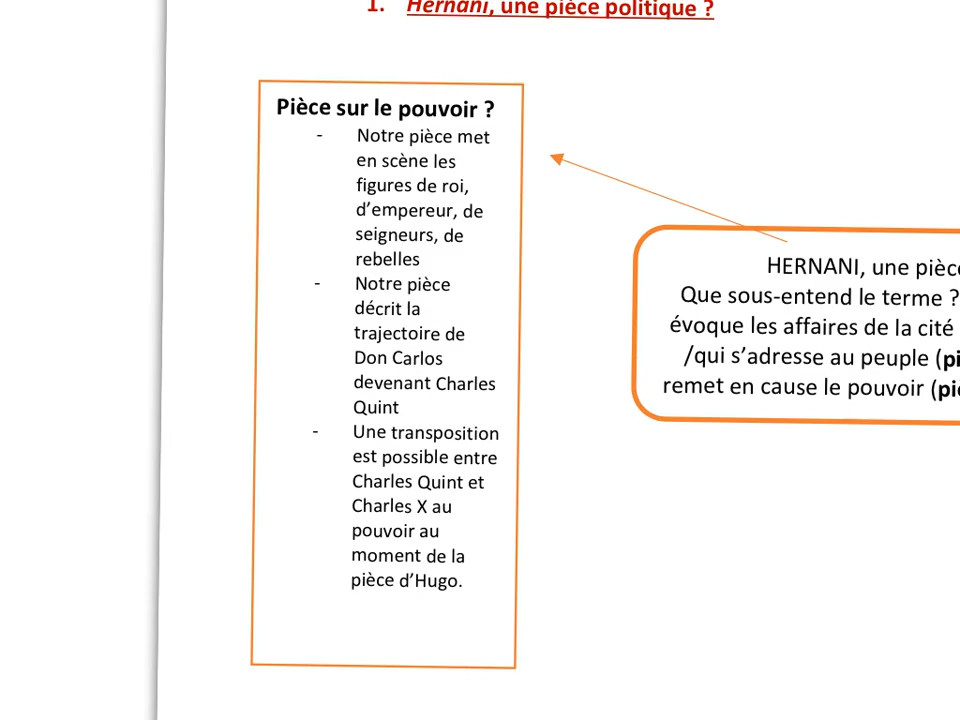 1. Hernani, une pièce politique ?
Pièce sur le pouvoir ?
- Notre pièce met
en scène les
figures de roi,
d'empereur, de
seigneurs, de
rebelles
- Notre pièce
décrit la
trajectoire de
Don Carlos
devenant Charles
Quint
- Une transposition
est possible entre
Charles Quint et
Charles X au
pouvoir au
moment de la
pièce d'Hugo.
HERNANI, une
Que sous-entend le terme ?
évoque les affaires de la cité
/qui s'adresse au peuple (
remet en cause le pouvoir (